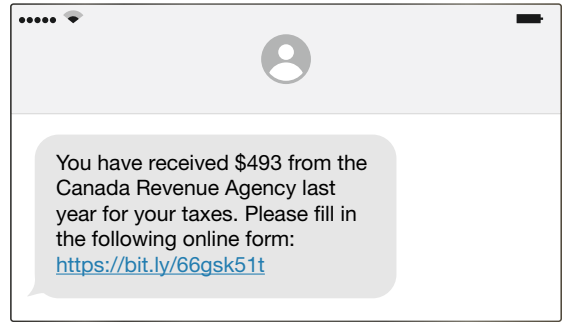 You have received $493 from the
Canada Revenue Agency last
year for your taxes. Please fill in
the following online form:
https://bit.ly/66gsk51t